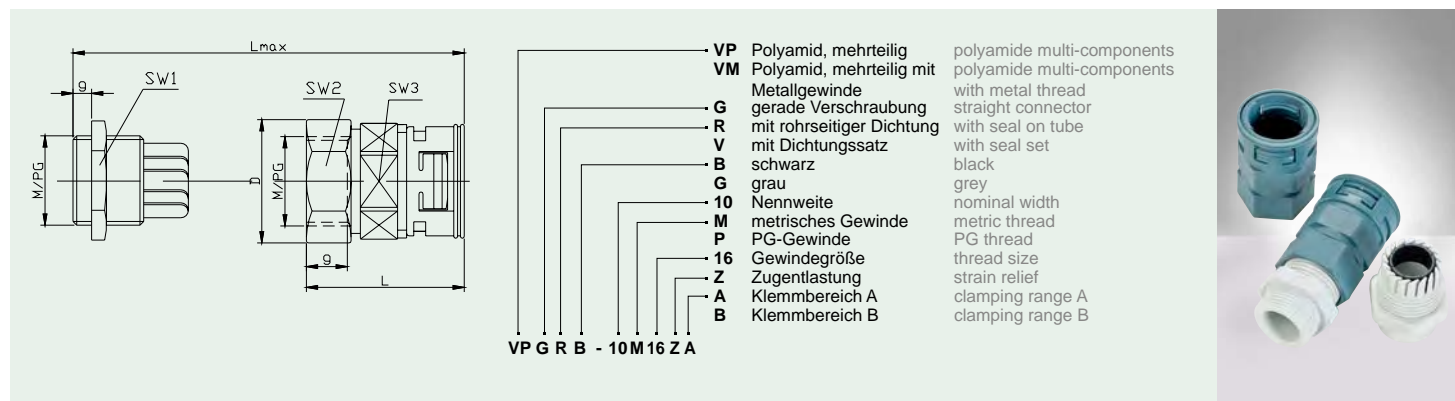 Lmax
g
SW1
M/PG
SW2
SW3
D
M/PG
g
L
VP Polyamid, mehrteilig polyamide multi-components
VM Polyamid, mehrteilig mit polyamide multi-components
Metallgewinde with metal thread
G gerade Verschraubung straight connector
R mit rohrseitiger Dichtung with seal on tube
V mit Dichtungssatz with seal set
B schwarz black
G grau grey
10 Nennweite nominal width
M metrisches Gewinde metric thread
P PG-Gewinde PG thread
16 Gewindegröße thread size
Z Zugentlastung strain relief
A Klemmbereich A clamping range A
B Klemmbereich B clamping range B
VP G R B - 10 M 16 Z A